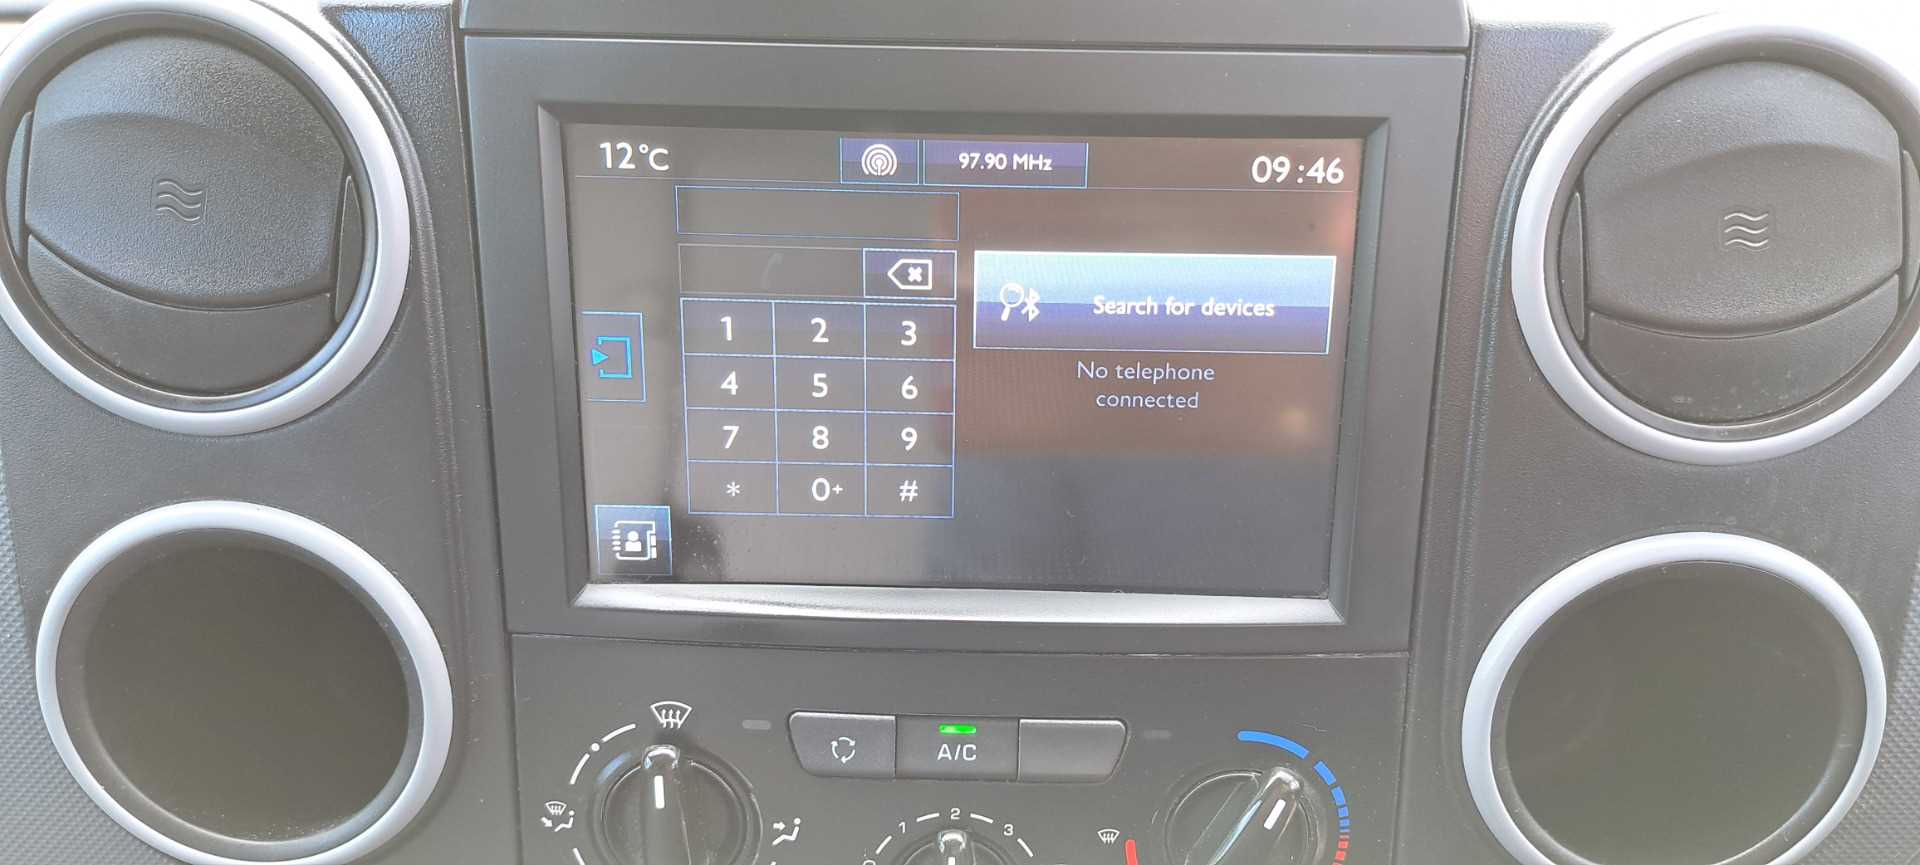 12°C
97.90 MHz
09:46
Search for devices
No telephone
connected
1 2 3
4 5 6
7 8 9
* 0+ #
A/C
1 2 3
0